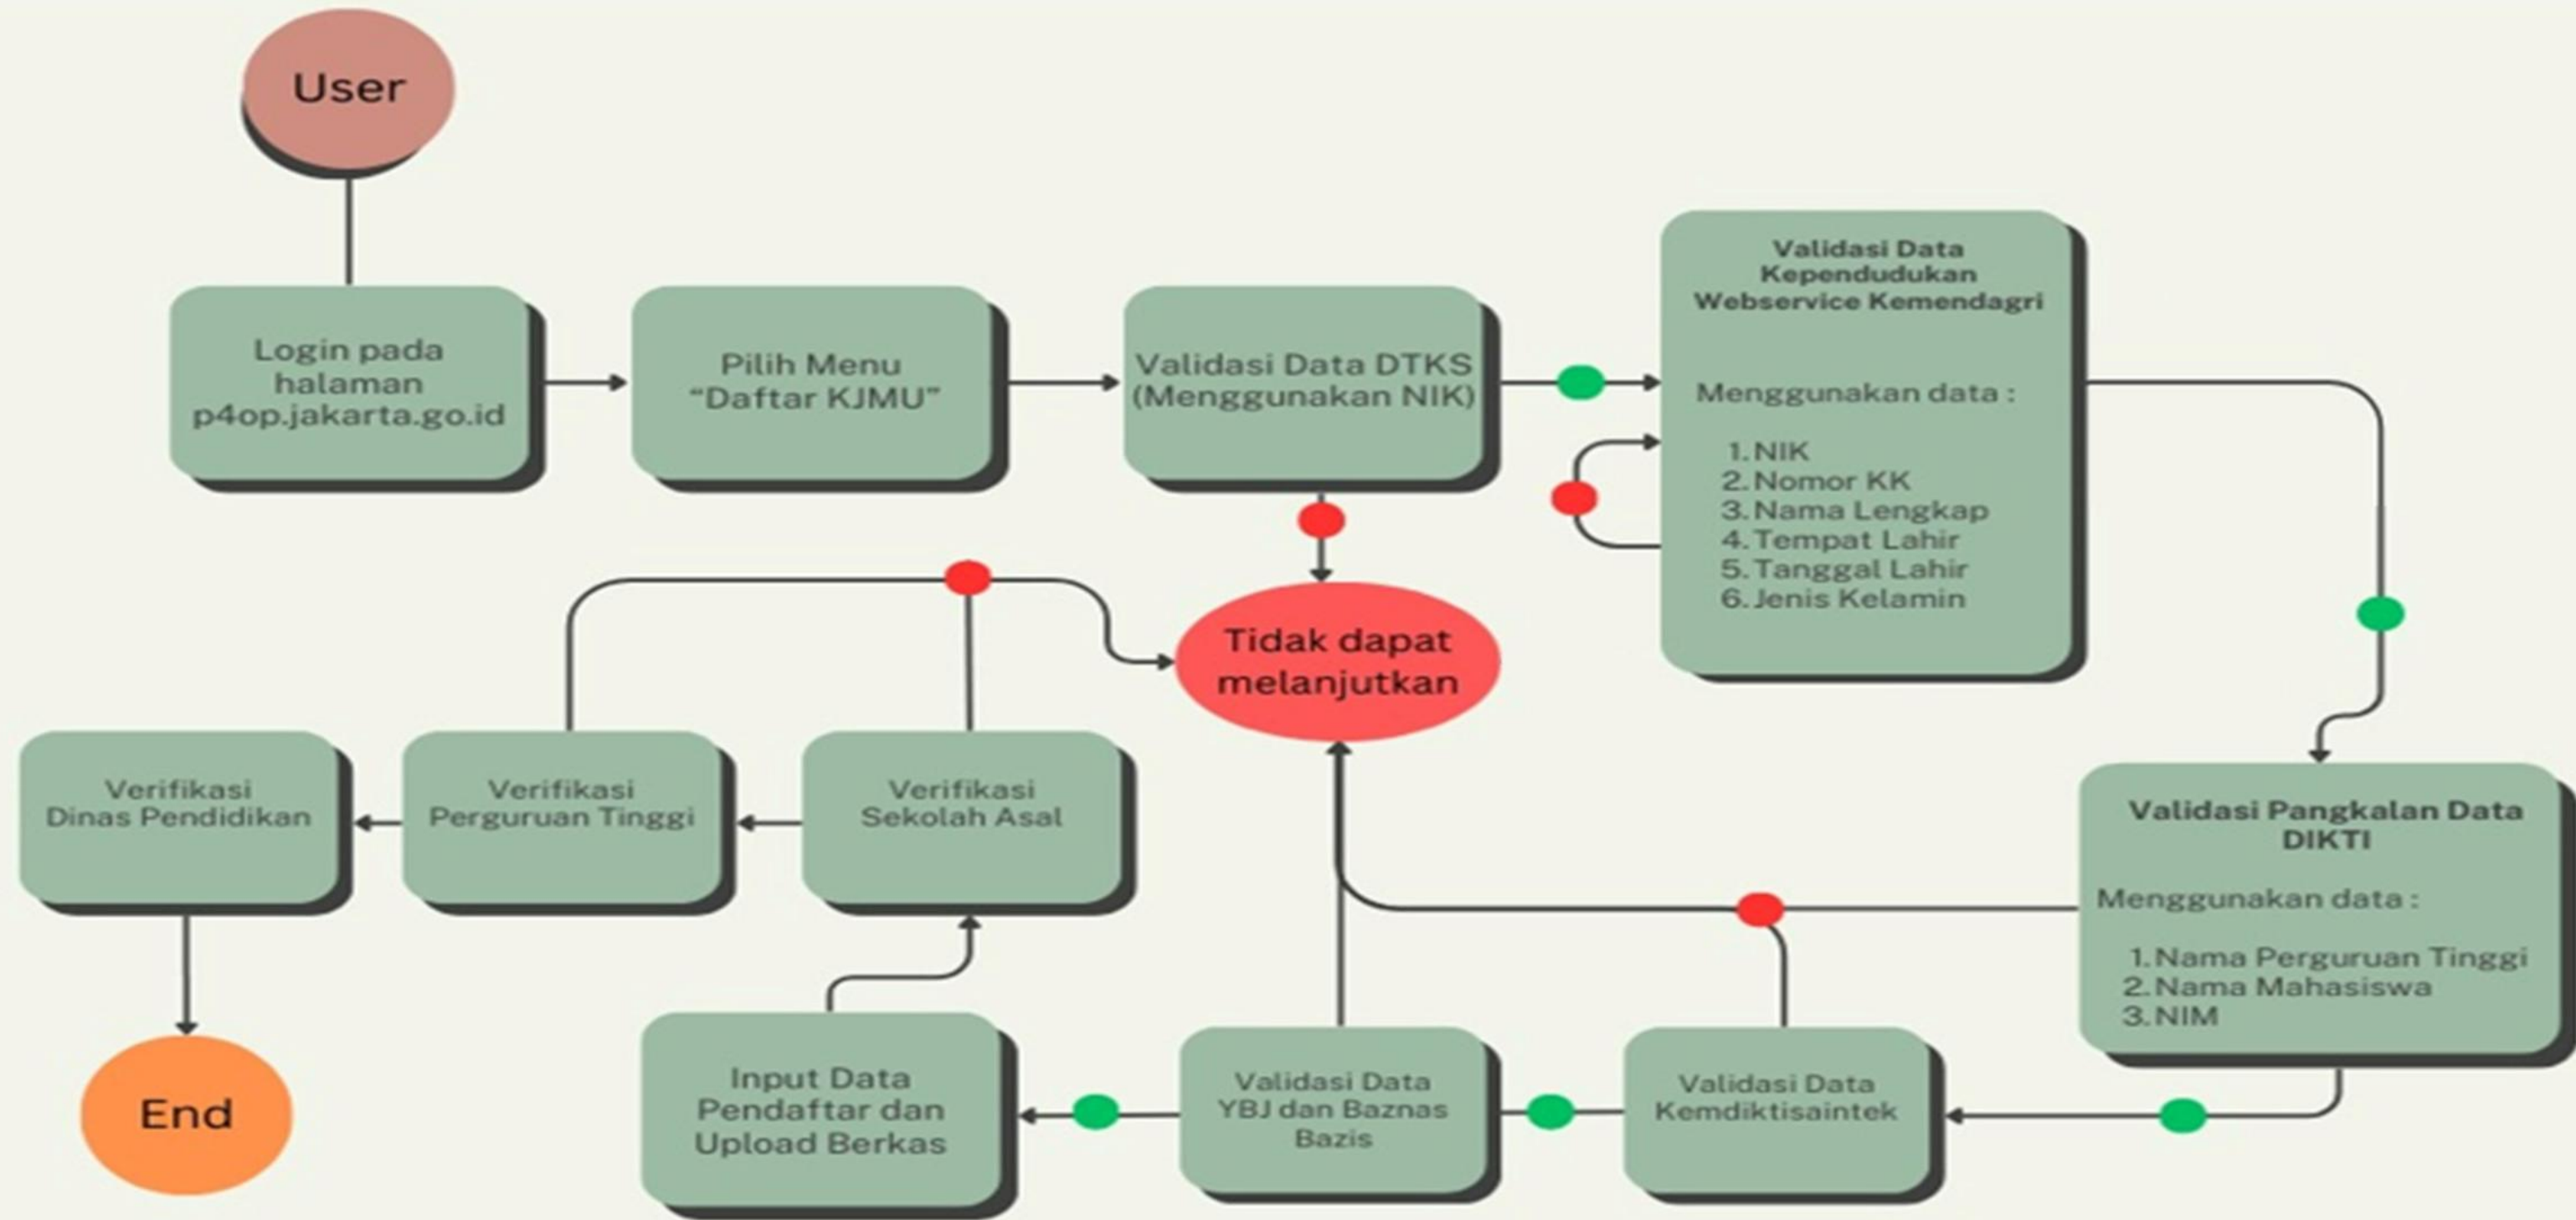 User
Login pada
halaman
p4op.jakarta.go.id
Pilih Menu
“Daftar KJMU”
Validasi Data DTKS
(Menggunakan NIK)
Validasi Data
Kependudukan
Webservice Kemendagri
Menggunakan data :
1. NIK
2. Nomor KK
3. Nama Lengkap
4. Tempat Lahir
5. Tanggal Lahir
6. Jenis Kelamin
Tidak dapat
melanjutkan
Validasi Pangkalan Data
DIKTI
Menggunakan data :
1. Nama Perguruan Tinggi
2. Nama Mahasiswa
3. NIM
Validasi Data
Kemdiktisaintek
Validasi Data
YBJ dan Baznas
Bazis
Input Data
Pendaftar dan
Upload Berkas
Verifikasi
Sekolah Asal
Verifikasi
Perguruan Tinggi
Verifikasi
Dinas Pendidikan
End